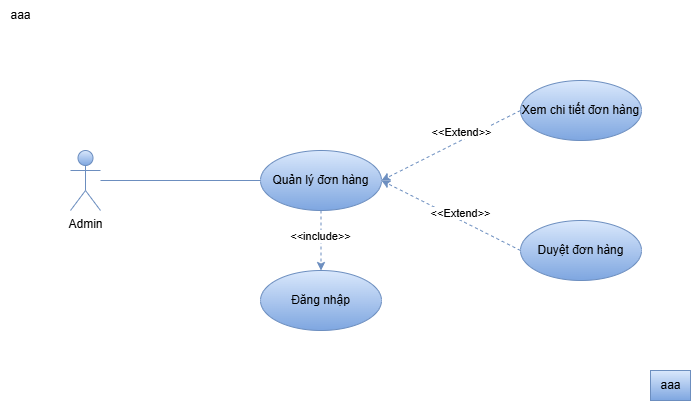 aaa
Xem chi tiết đơn hàng
<<Extend>>
Quản lý đơn hàng
Admin
<<Extend>>
<<include>>
Duyệt đơn hàng
Đăng nhập
aaa